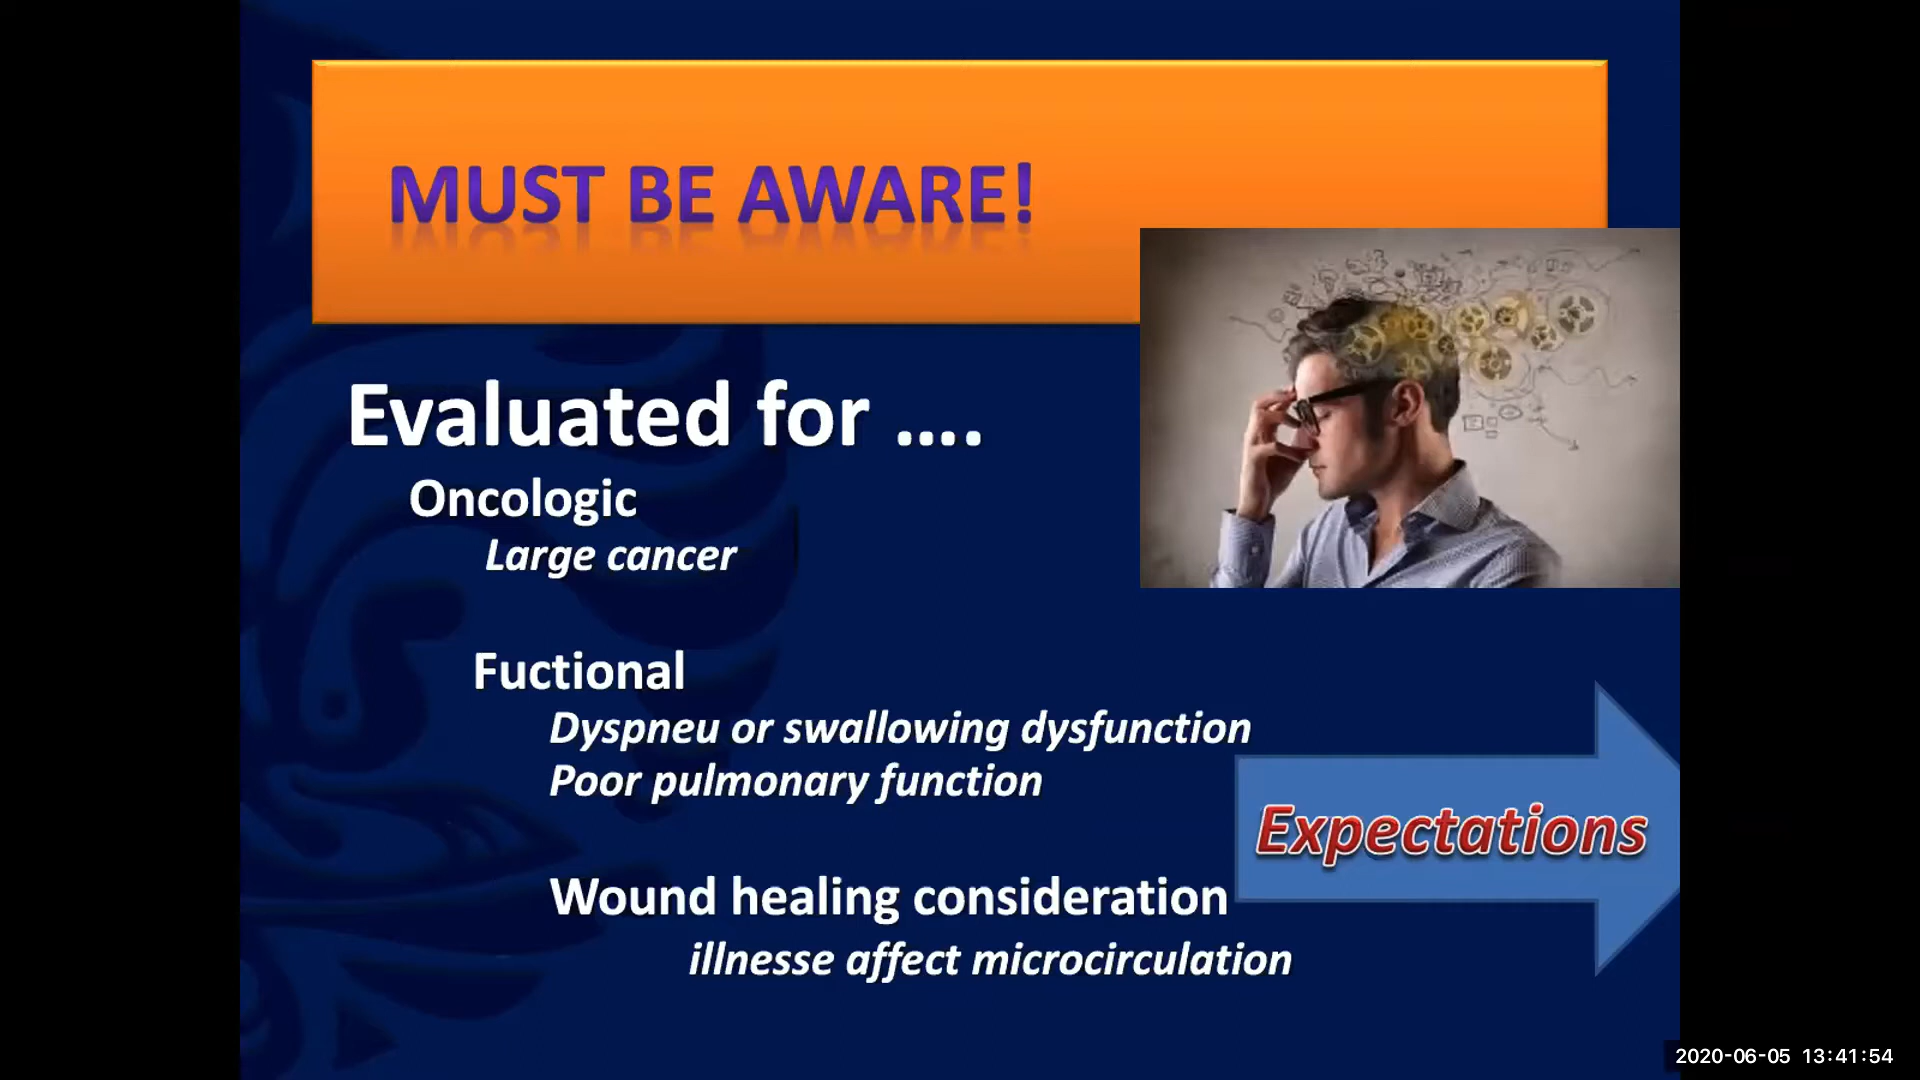 MUST BE AWARE!
Evaluated for ....
Oncologic
Large cancer
Fuctional
Dyspneu or swallowing dysfunction
Poor pulmonary function
Expectations
Wound healing consideration
illnesse affect microcirculation
2020-06-05 13:41:54